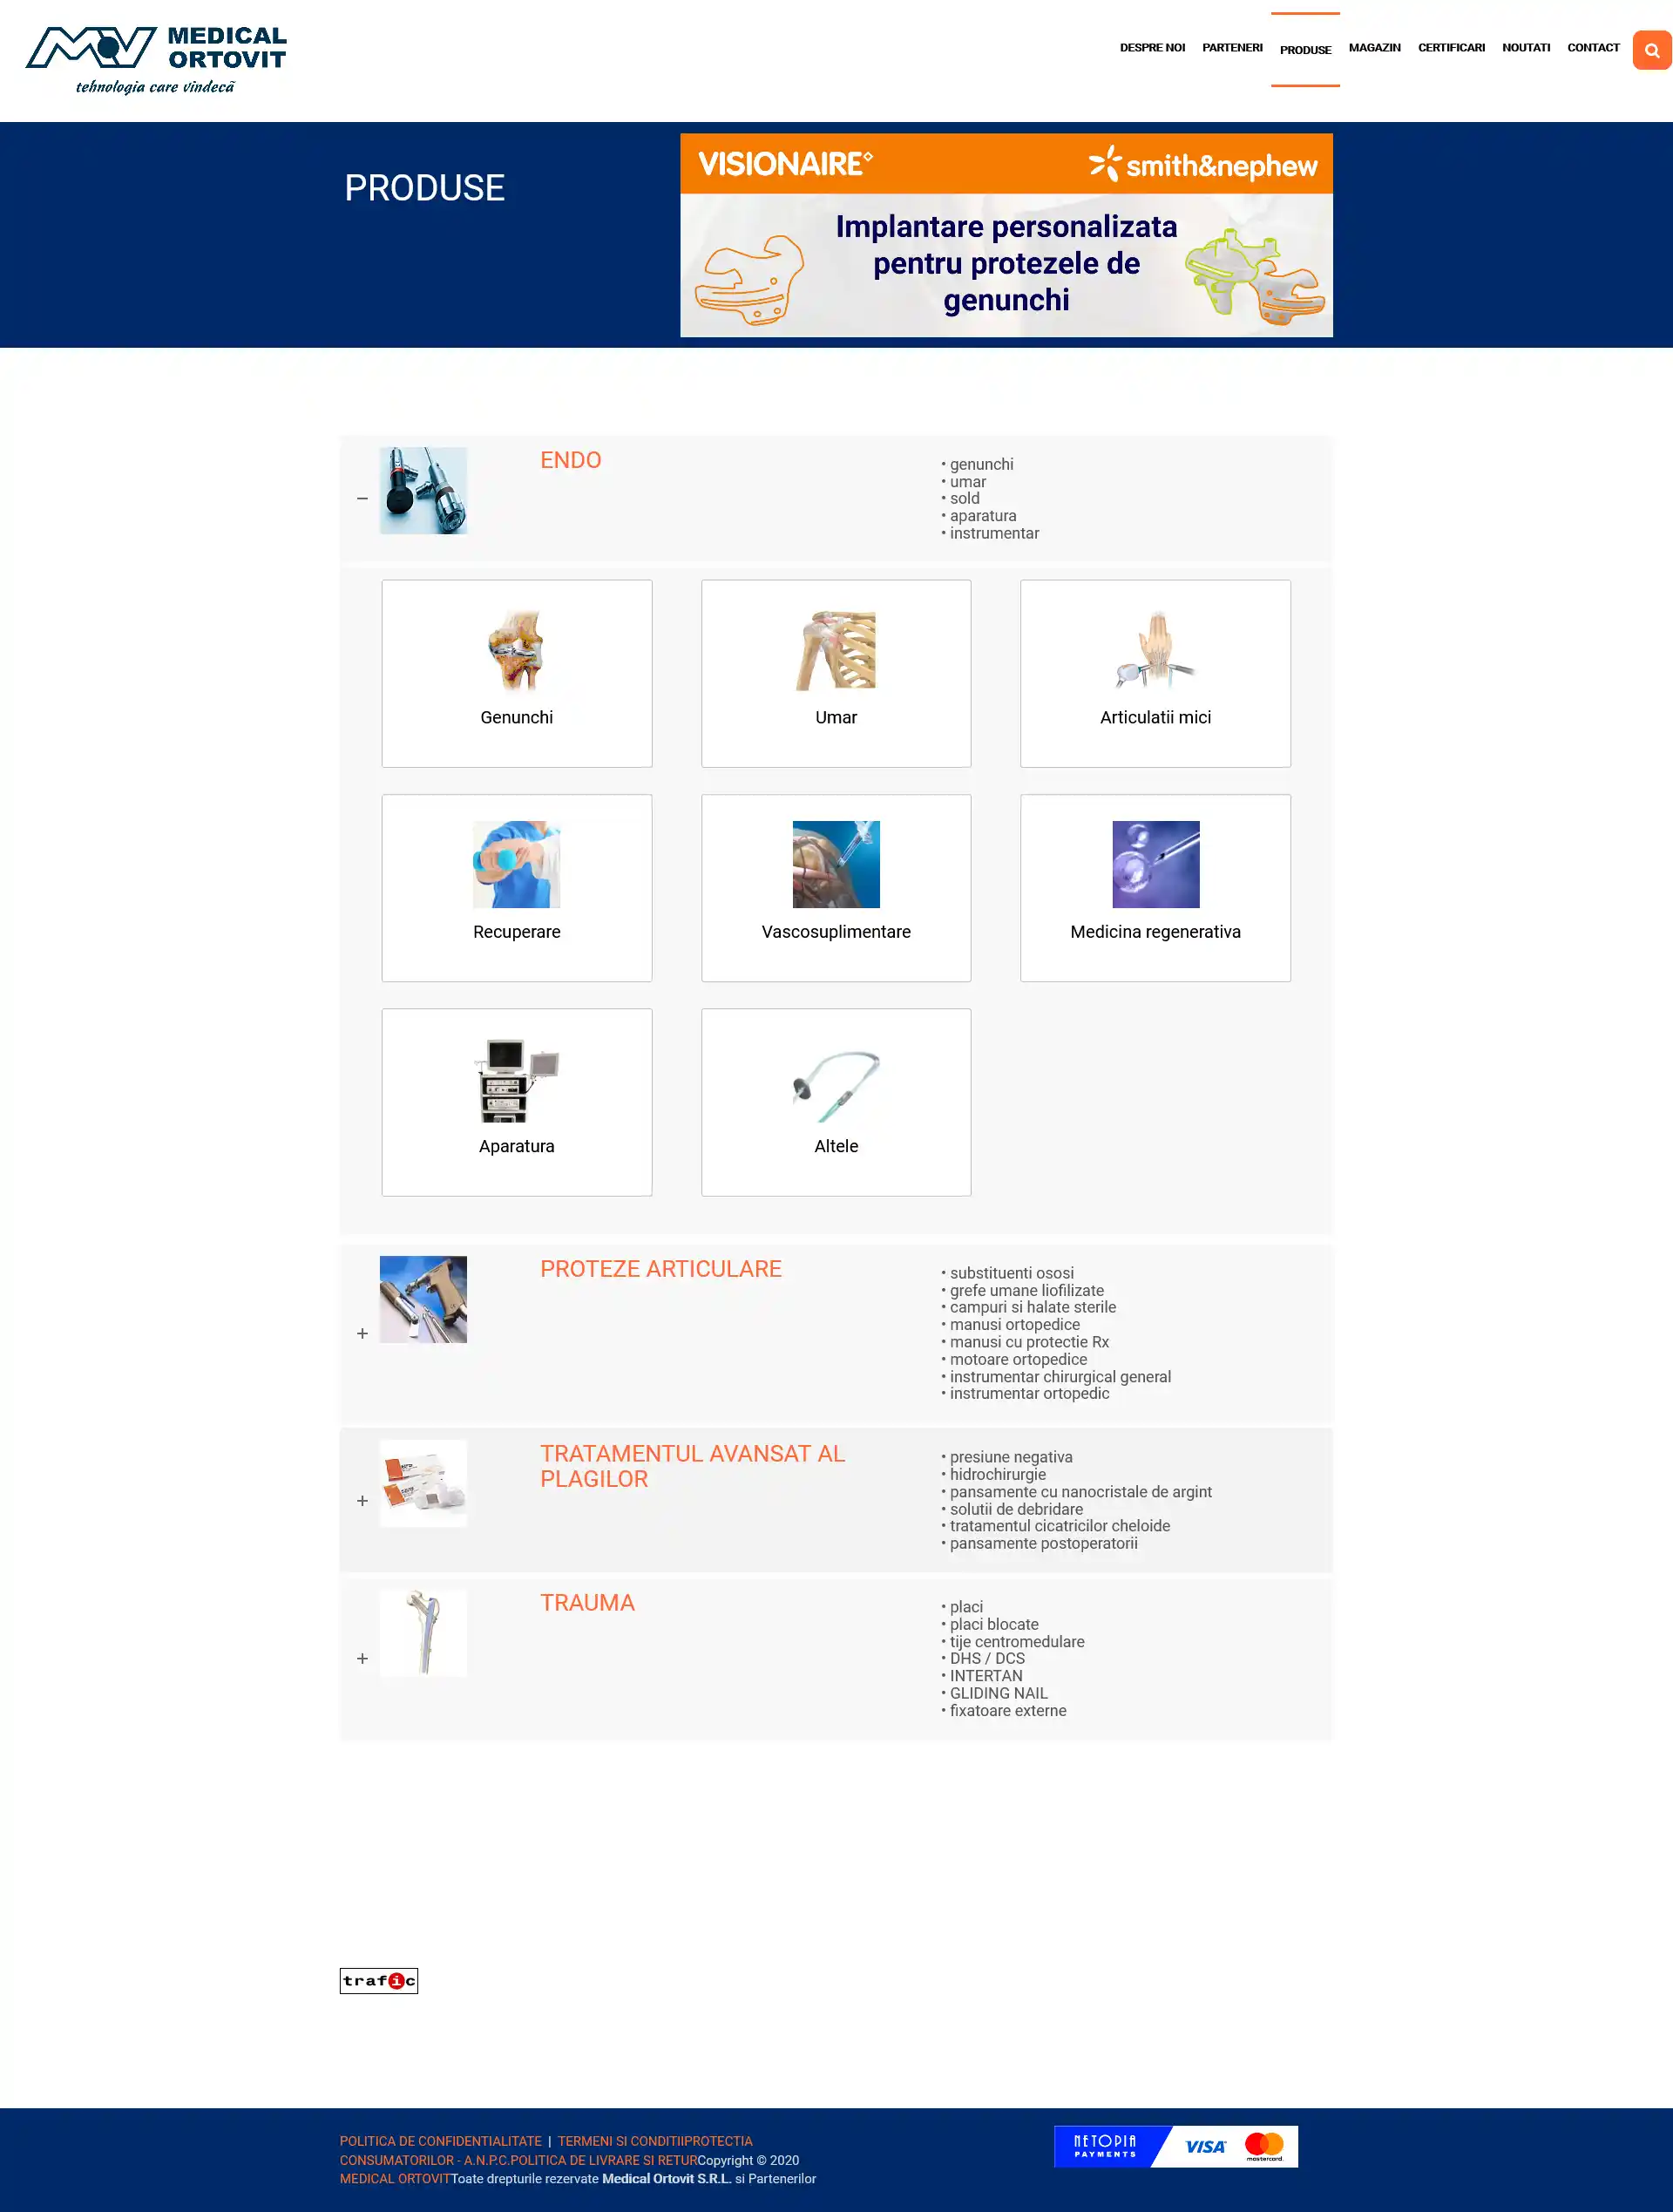 MEDICAL
ORTOVIT
tehnologia care vindecă
DESPRE NOI PARTENERI PRODUSE MAGAZIN CERTIFICARI NOUTATI CONTACT
PRODUSE
VISIONAIRE smith&nephew
Implantare personalizata
pentru protezele de
genunchi
ENDO
• genunchi
• umar
• sold
• aparatura
• instrumentar
Genunchi
Umar
Articulatii mici
Recuperare
Vascosuplimentare
Medicina regenerativa
Aparatura
Altele
PROTEZE ARTICULARE
• substituenti ososi
• grefe umane liofilizate
• campuri si halate sterile
• manusi ortopedice
• manusi cu protectie Rx
• motoare ortopedice
• instrumentar chirurgical general
• instrumentar ortopedic
TRATAMENTUL AVANSAT AL
PLAGILOR
• presiune negativa
• hidrochirurgie
• pansamente cu nanocristale de argint
• solutii de debridare
• tratamentul cicatricilor cheloide
• pansamente postoperatorii
TRAUMA
• placi
• placi blocate
• tije centromedulare
• DHS / DCS
• INTERTAN
• GLIDING NAIL
• fixatoare externe
trafic
POLITICA DE CONFIDENTIALITATE | TERMENI SI CONDITIIPROTECTIA
CONSUMATORILOR - A.N.P.C.POLITICA DE LIVRARE SI RETURCopyright © 2020
MEDICAL ORTOVITToate drepturile rezervate Medical Ortovit S.R.L. si Partenerilor
NETOPIA
PAYMENTS
VISA
mastercard